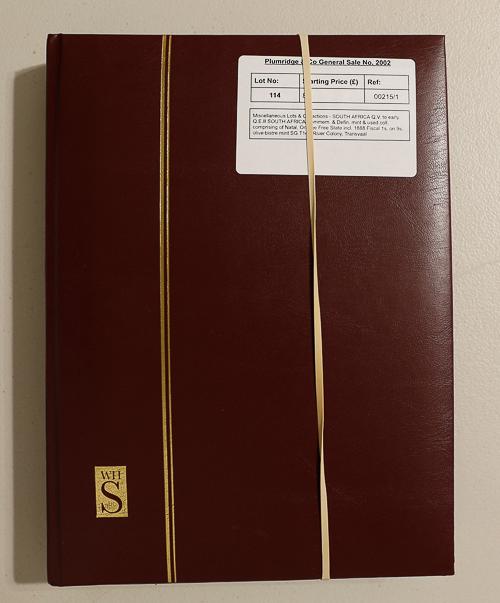 Plumridge & Co General Sale No. 2002
Lot No: Starting Price (£) Ref:
114 00215/1
Miscellaneous Lots & Collections - SOUTH AFRICA Q.V. to early
Q.E.II SOUTH AFRICA Commem. & Defin. mint & used coll.
comprising of Natal, Orange Free State incl. 1888 Fiscal 1s. on 9s.
olive-bistre mint SG River Colony, Transvaal
WH
S